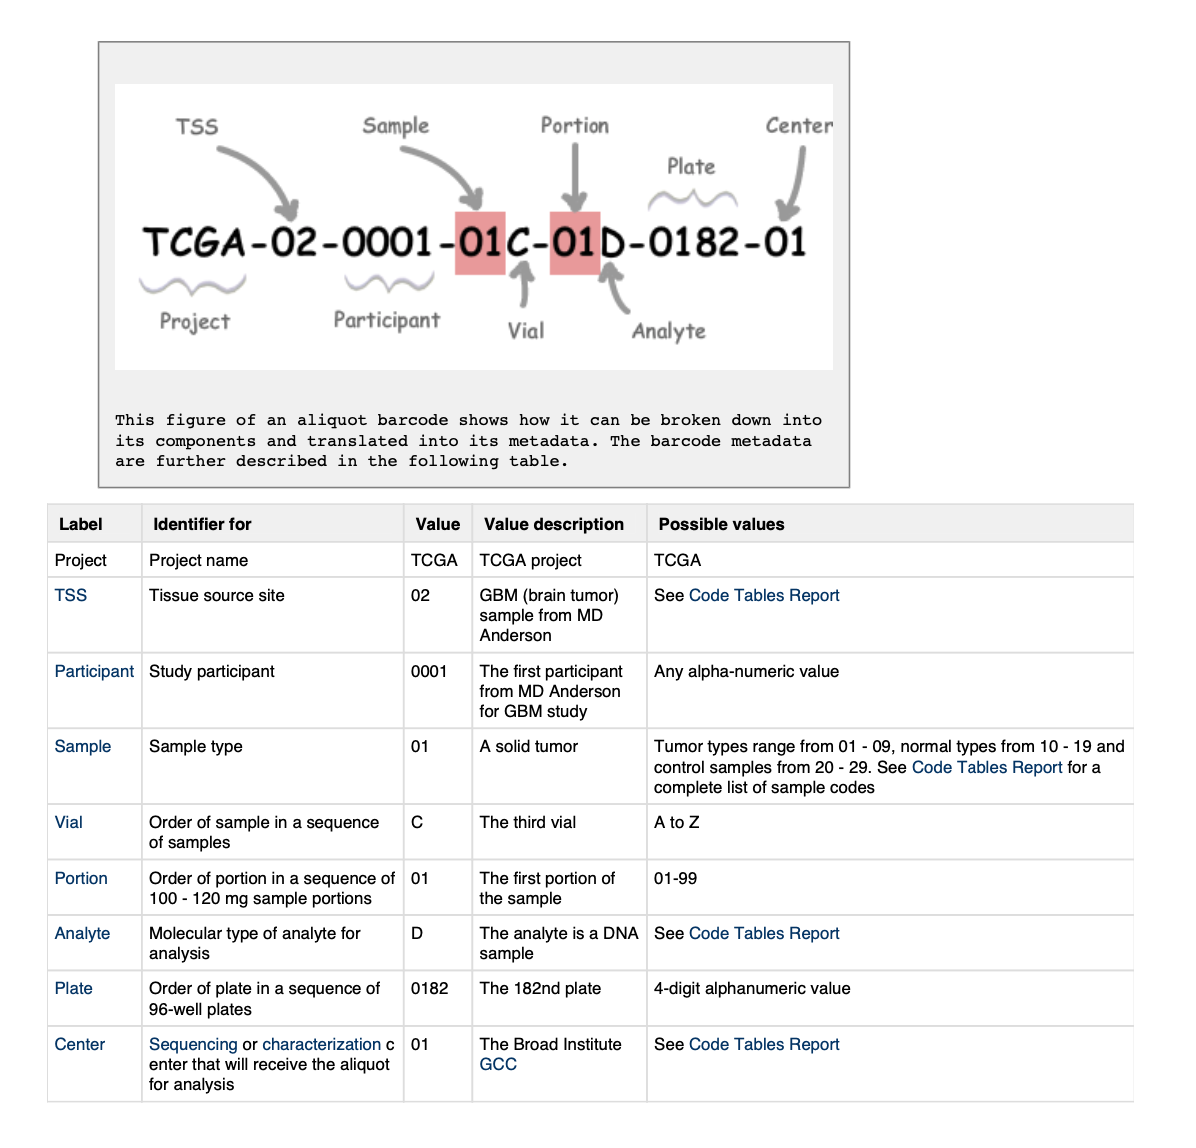 TSS Sample Portion Center
Plate
TCGA-02-0001-01C-01D-0182-01
Project Participant Vial Analyte
This figure of an aliquot barcode shows how it can be broken down into
its components and translated into its metadata. The barcode metadata
are further described in the following table.
Label Identifier for Value Value description Possible values
Project Project name TCGA TCGA project TCGA
TSS Tissue source site 02 GBM (brain tumor) See Code Tables Report
sample from MD
Anderson
Participant Study participant 0001 The first participant Any alpha-numeric value
from MD Anderson
for GBM study
Sample Sample type 01 A solid tumor Tumor types range from 01 - 09, normal types from 10 - 19 and
control samples from 20 - 29. See Code Tables Report for a
complete list of sample codes
Vial Order of sample in a sequence C The third vial A to Z
of samples
Portion Order of portion in a sequence of 01 The first portion of 01-99
100 - 120 mg sample portions the sample
Analyte Molecular type of analyte for D The analyte is a DNA See Code Tables Report
analysis sample
Plate Order of plate in a sequence of 0182 The 182nd plate 4-digit alphanumeric value
96-well plates
Center Sequencing or characterization c 01 The Broad Institute See Code Tables Report
enter that will receive the aliquot GCC
for analysis